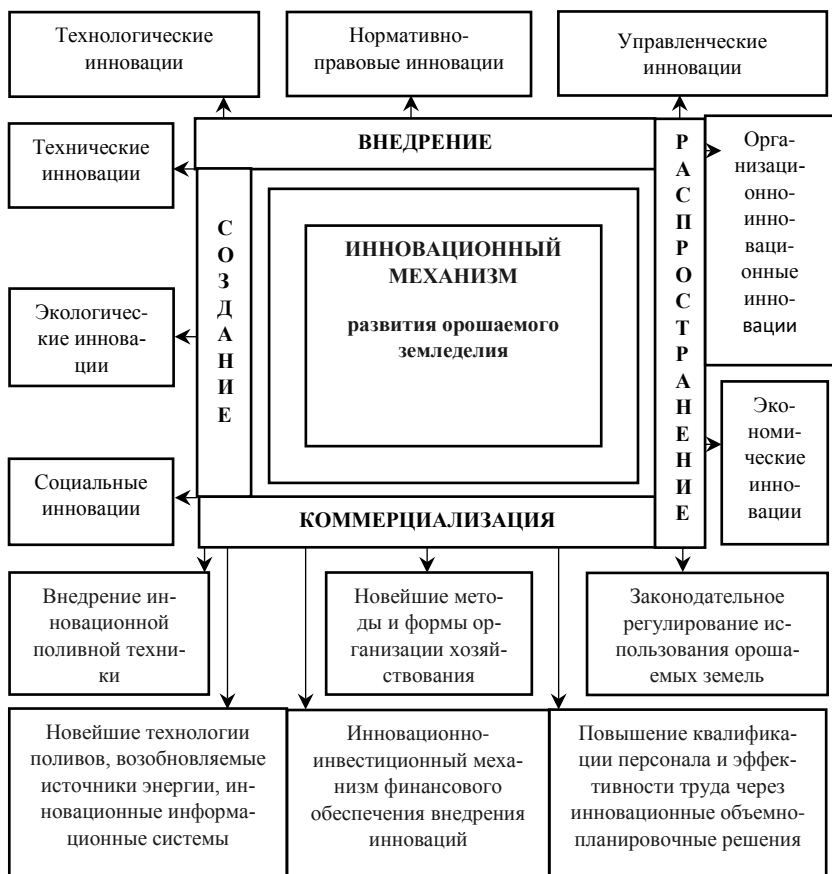 Технологические
инновации
Нормативно-
правовые инновации
Управленческие
инновации
Технические
инновации
ВНЕДРЕНИЕ
РАСПРОСТРАНЕНИЕ
Орга-
низаци-
онно-
инно-
ваци-
онные
инно-
вации
СОЗДАНИЕ
ИННОВАЦИОННЫЙ
МЕХАНИЗМ
развития орошаемого
земледелия
Экологичес-
кие иннова-
ции
Эко-
номи-
ческие
инно-
вации
Социальные
инновации
КОММЕРЦИАЛИЗАЦИЯ
Внедрение ин-
новационной
поливной техни-
ки
Новейшие мето-
ды и формы ор-
ганизации хозяй-
ствования
Законодательное
регулирование ис-
пользования ороша-
емых земель
Новейшие технологии
поливов, возобновляемые
источники энергии, ин-
новационные информа-
ционные системы
Инновационно-
инвестиционный меха-
низм финансового
обеспечения внедрения
инноваций
Повышение квалифика-
ции персонала и эффек-
тивности труда через
инновационные объемно-
планировочные решения